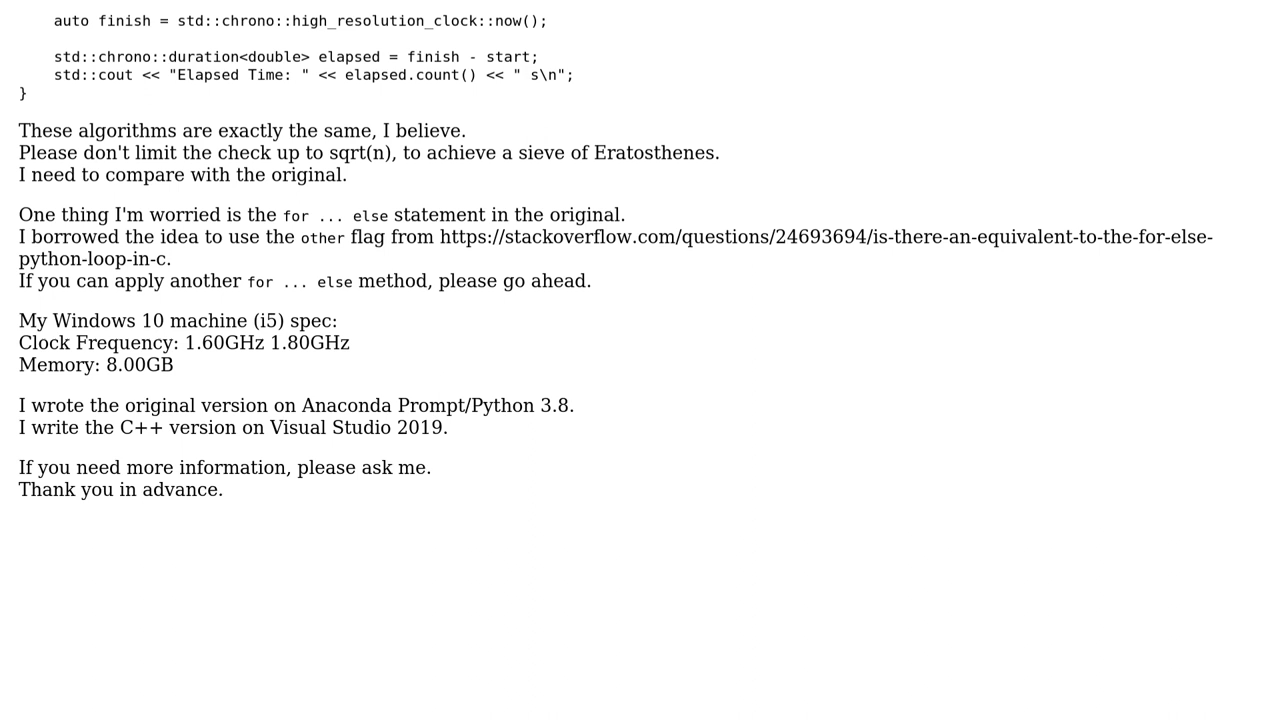 auto finish = std::chrono::high_resolution_clock::now();

    std::chrono::duration<double> elapsed = finish - start;
    std::cout << "Elapsed Time: " << elapsed.count() << " s\n";
}

These algorithms are exactly the same, I believe.
Please don't limit the check up to sqrt(n), to achieve a sieve of Eratosthenes.
I need to compare with the original.

One thing I'm worried is the for ... else statement in the original.
I borrowed the idea to use the other flag from https://stackoverflow.com/questions/24693694/is-there-an-equivalent-to-the-for-else-
python-loop-in-c.
If you can apply another for ... else method, please go ahead.

My Windows 10 machine (i5) spec:
Clock Frequency: 1.60GHz 1.80GHz
Memory: 8.00GB

I wrote the original version on Anaconda Prompt/Python 3.8.
I write the C++ version on Visual Studio 2019.

If you need more information, please ask me.
Thank you in advance.